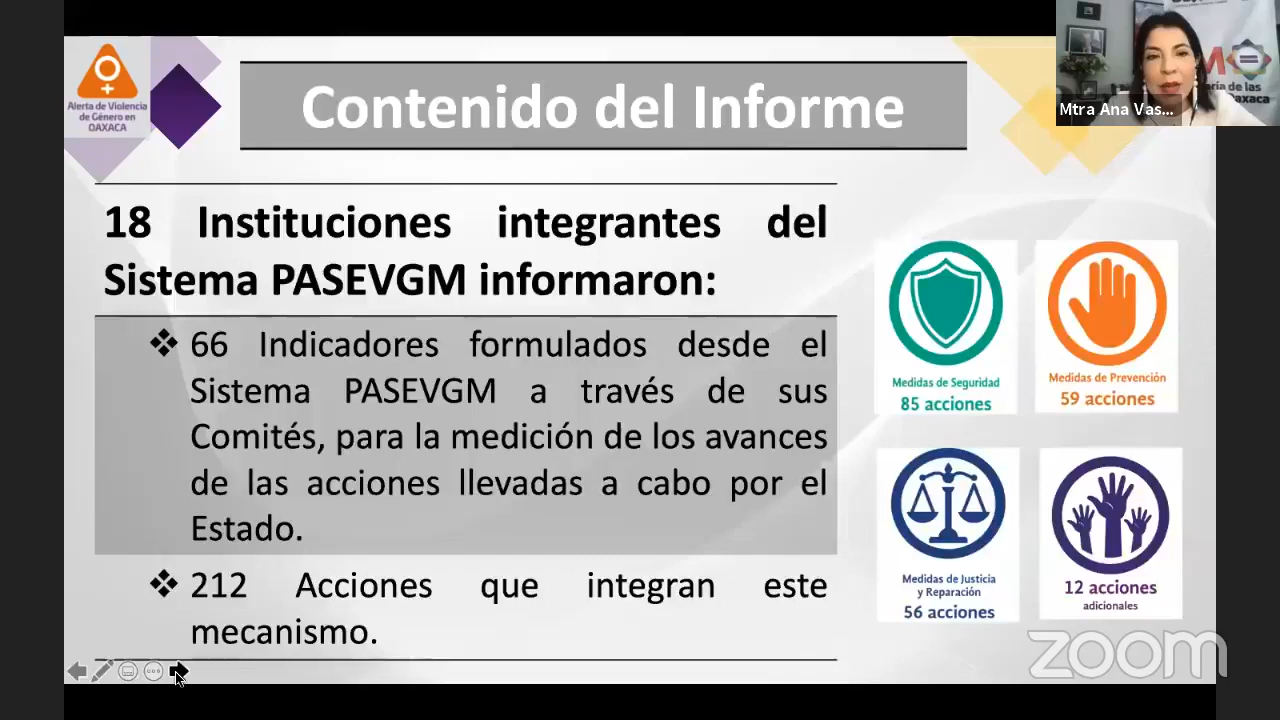 Alerta de Violencia
de Género en
OAXACA
Contenido del Informe
Mtra Ana Vas...
18 Instituciones integrantes del
Sistema PASEVGM informaron:
❖ 66 Indicadores formulados desde el
Sistema PASEVGM a través de sus
Comités, para la medición de los avances
de las acciones llevadas a cabo por el
Estado.
❖ 212 Acciones que integran este
mecanismo.
Medidas de Seguridad
85 acciones
Medidas de Prevención
59 acciones
Medidas de Justicia
y Reparación
56 acciones
12 acciones
adicionales
zoom